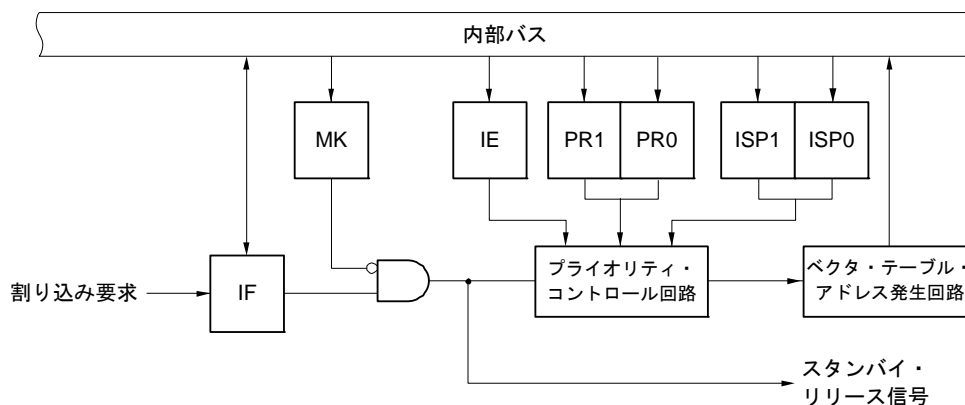 内部バス
MK
IE
PR1
PR0
ISP1
ISP0
割り込み要求
IF
プライオリティ・
コントロール回路
ベクタ・テーブル・
アドレス発生回路
スタンバイ・
リリース信号